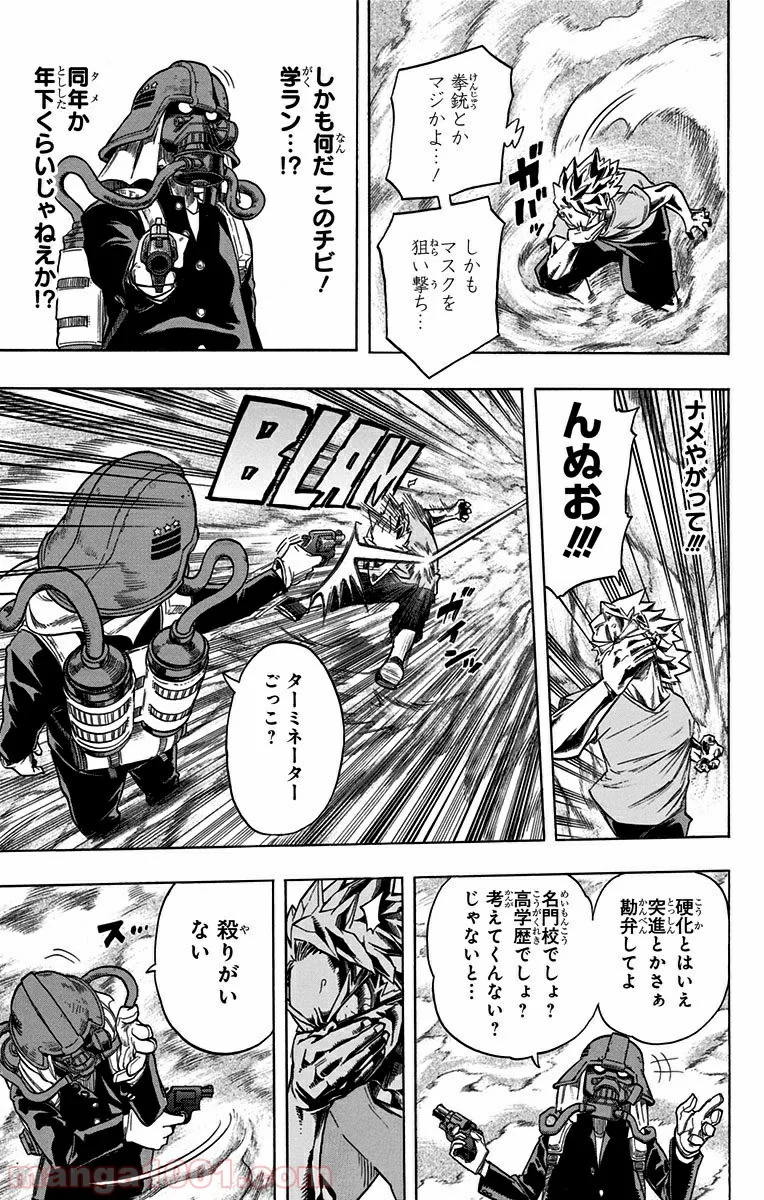 拳銃とか
マジかよ…！
しかも
マスクを
狙い撃ち…
ガバッ
しかも何だ このチビ！
学ラン…！？
同年か
年下くらいじゃねえか！？
ナメやがって！！！
んぬお！！！
BLAM
ガィン
ターミネーター
ごっこ？
硬化とはいえ
突進とかさぁ
勘弁してよ
名門校でしょ？
高学歴でしょ？
考えてくんない？
じゃないと…
殺りがい
ない
ス…